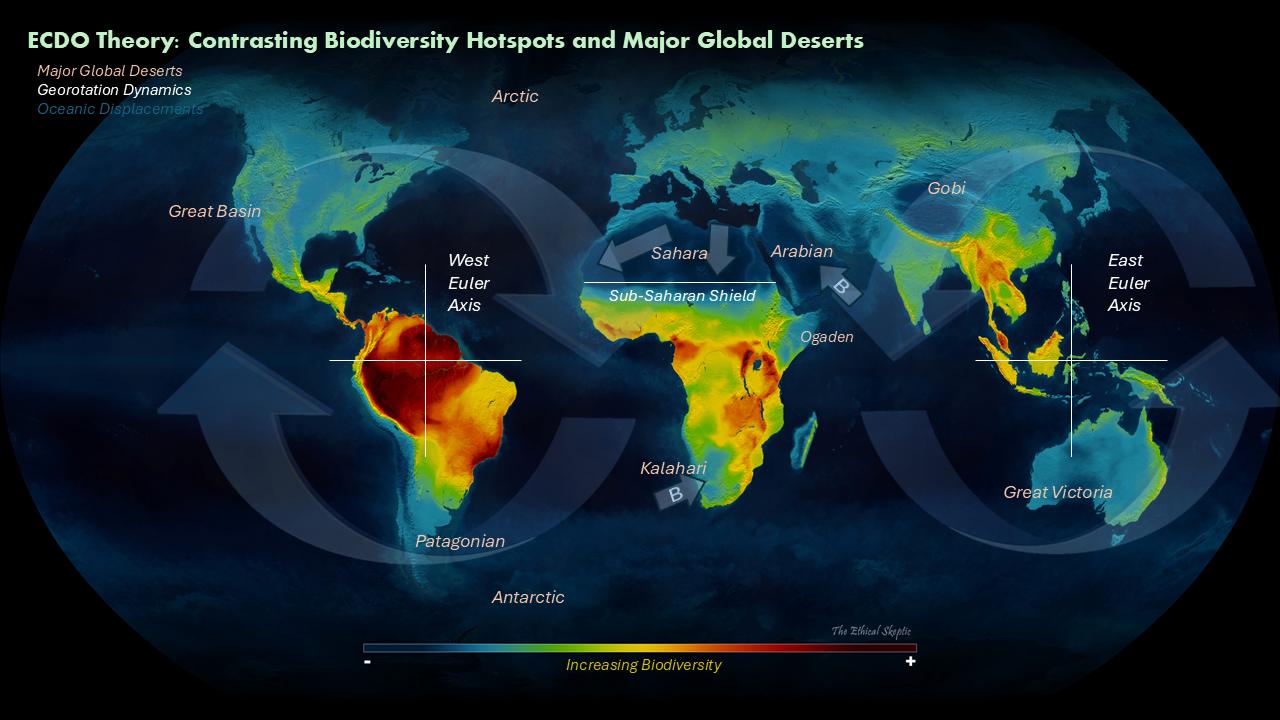 ECDO Theory: Contrasting Biodiversity Hotspots and Major Global Deserts
Major Global Deserts
Georotation Dynamics
Oceanic Displacements
Arctic
Gobi
Great Basin
Sahara
Arabian
West
Euler
Axis
East
Euler
Axis
B
Sub-Saharan Shield
Ogaden
Kalahari
B
Great Victoria
Patagonian
Antarctic
The Ethical Skeptic
-
+
Increasing Biodiversity